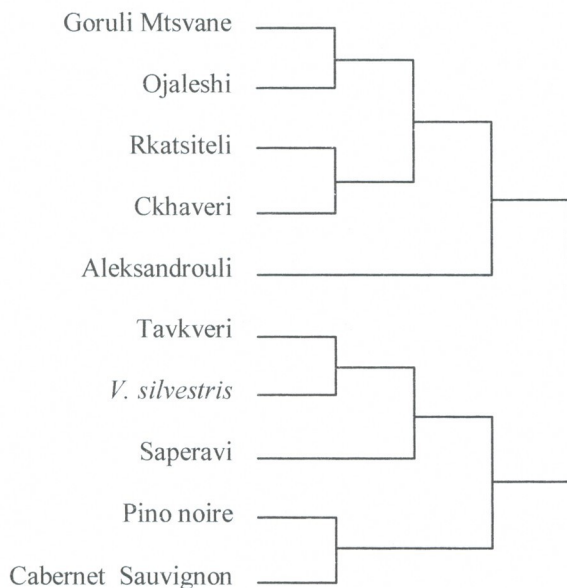 Goruli Mtsvane
Ojaleshi
Rkatsiteli
Ckhaveri
Aleksandrouli
Tavkveri
V. silvestris
Saperavi
Pino noire
Cabernet Sauvignon